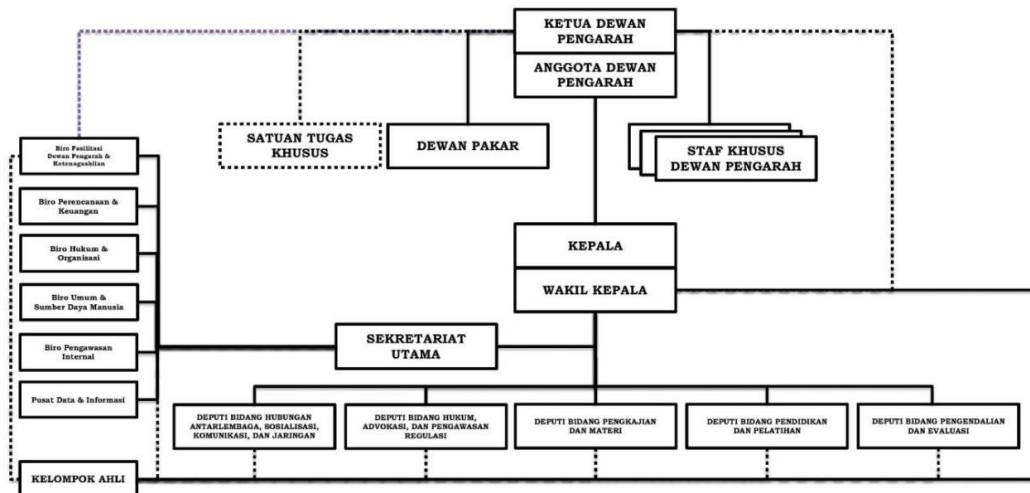 KETUA DEWAN
PENGARAH
ANGGOTA DEWAN
PENGARAH
SATUAN TUGAS
KHUSUS
DEWAN PAKAR
STAF KHUSUS
DEWAN PENGARAH
Biro Fasilitasi
Dewan Pengarah &
Ketenagaahlian
Biro Perencanaan &
Keuangan
Biro Hukum &
Organisasi
Biro Umum &
Sumber Daya Manusia
Biro Pengawasan
Internal
Pusat Data & Informasi
KEPALA
WAKIL KEPALA
SEKRETARIAT
UTAMA
DEPUTI BIDANG HUBUNGAN
ANTARLEMBAGA, SOSIALISASI,
KOMUNIKASI, DAN JARINGAN
DEPUTI BIDANG HUKUM,
ADVOKASI, DAN PENGAWASAN
REGULASI
DEPUTI BIDANG PENGKAJIAN
DAN MATERI
DEPUTI BIDANG PENDIDIKAN
DAN PELATIHAN
DEPUTI BIDANG PENGENDALIAN
DAN EVALUASI
KELOMPOK AHLI